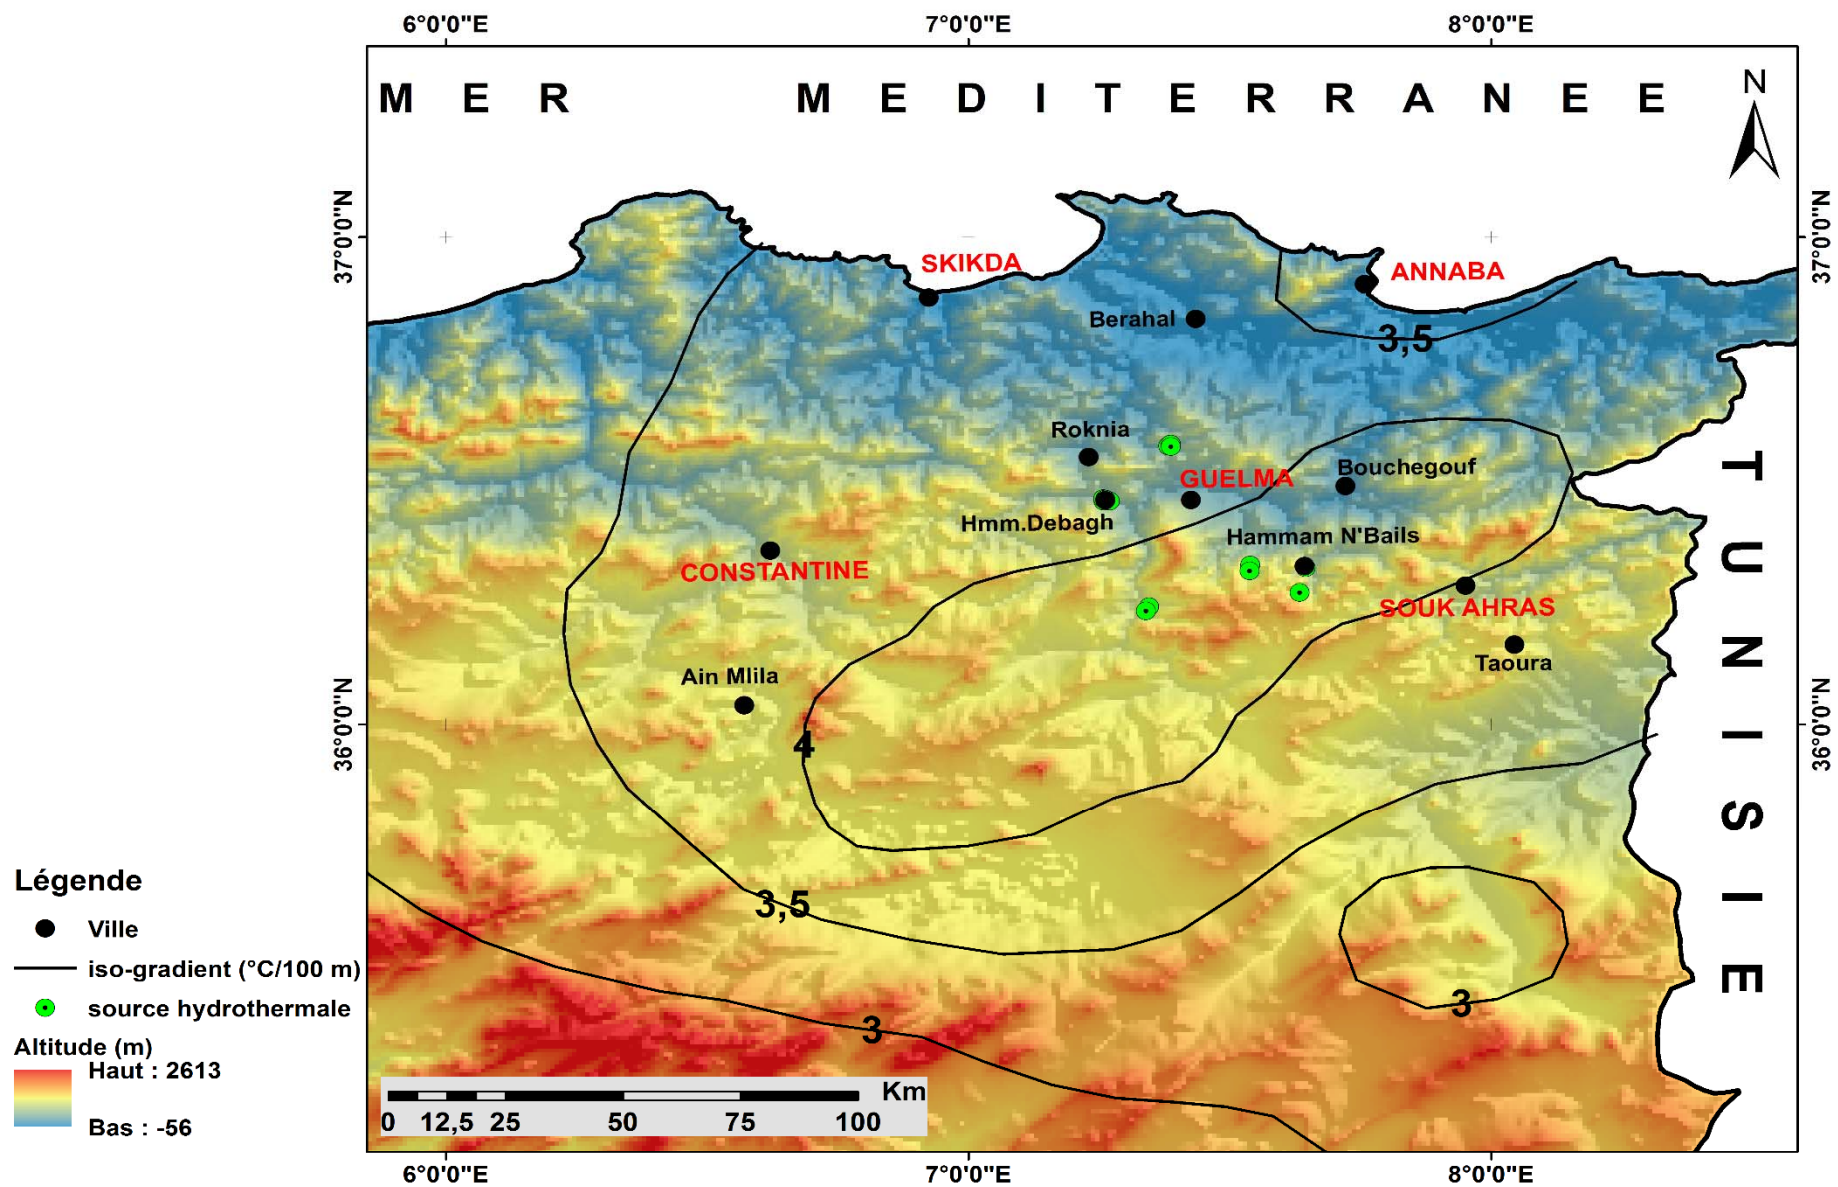 6°0'0"E 7°0'0"E 8°0'0"E
MER MEDITERRANEE
N
37°0'0"N
37°0'0"N
SKIKDA
ANNABA
Berahal
3,5
Roknia
GUELMA
Bouchegouf
Hmm.Debagh
Hammam N'Bails
CONSTANTINE
SOUK AHRAS
Taoura
Ain Mlila
TUNISIE
36°0'0"N
36°0'0"N
4
3,5
3
3
Légende
Ville
iso-gradient (°C/100 m)
source hydrothermale
Altitude (m)
Haut : 2613
Bas : -56
Km
0 12,5 25 50 75 100
6°0'0"E 7°0'0"E 8°0'0"E